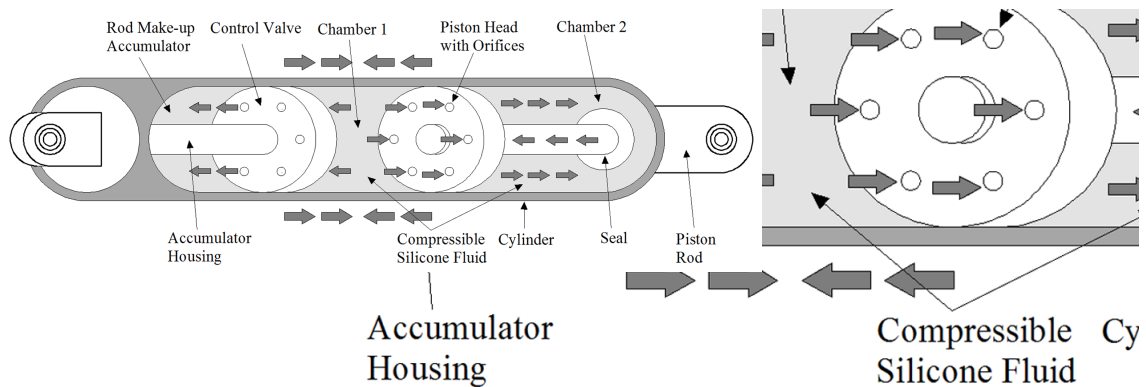 Rod Make-up
Accumulator
Control Valve
Chamber 1
Piston Head
with Orifices
Chamber 2
Accumulator
Housing
Compressible
Silicone Fluid
Cylinder
Seal
Piston
Rod
Accumulator
Housing
Compressible Cy
Silicone Fluid